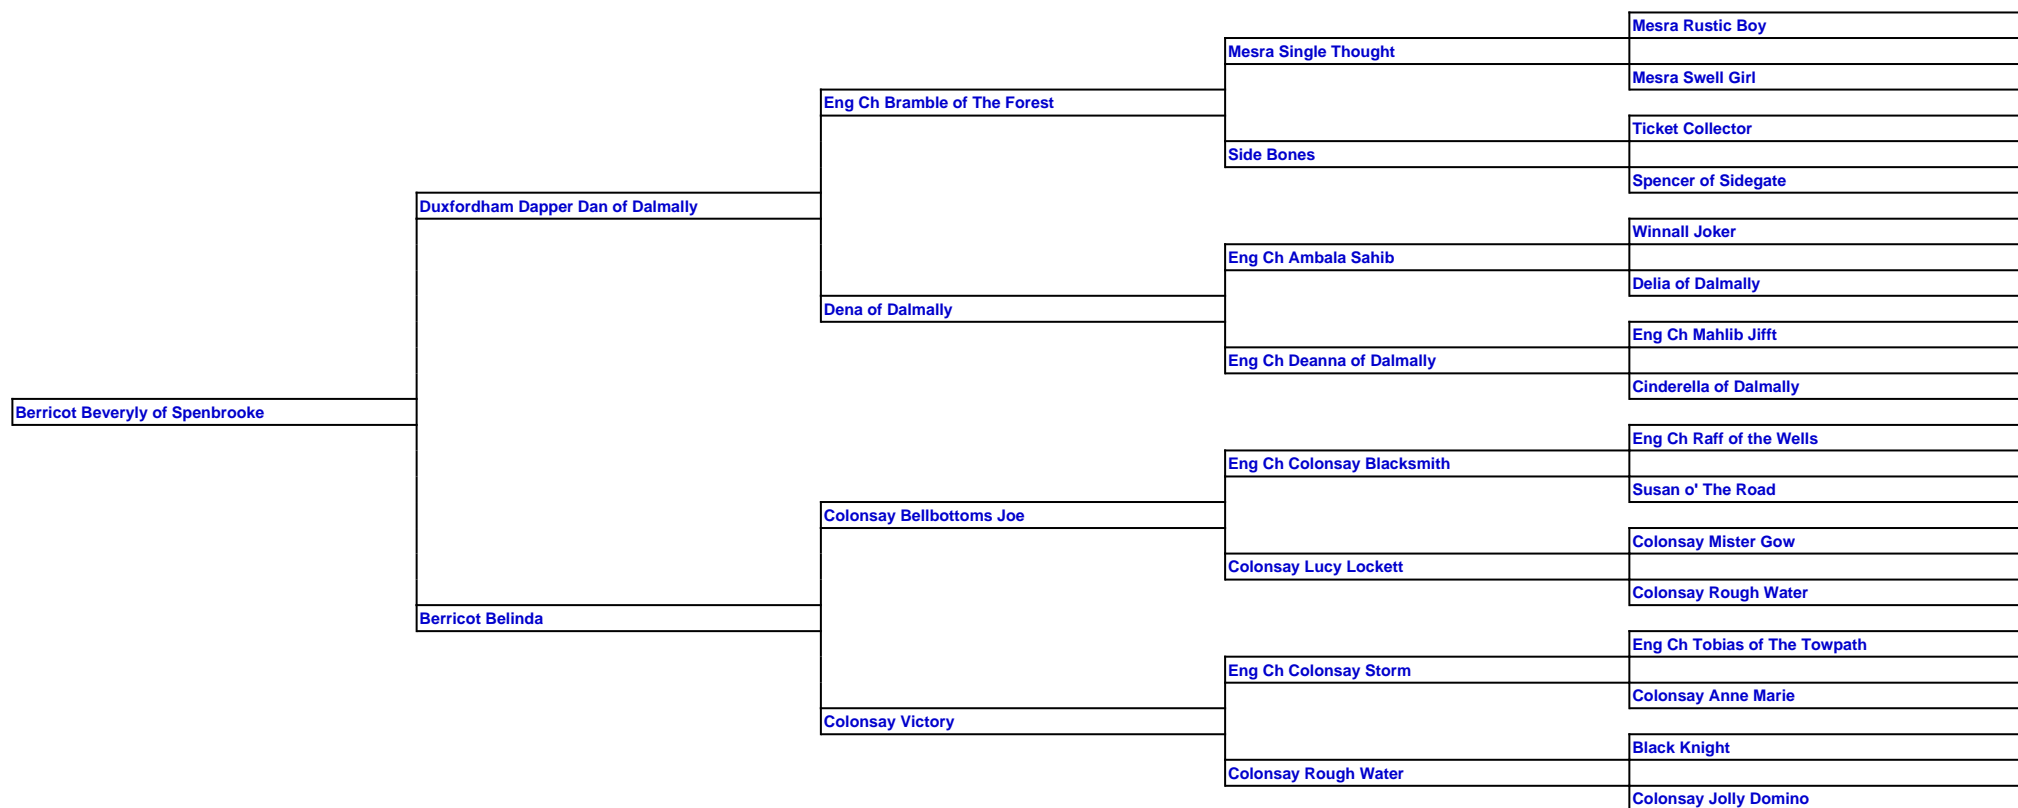 Mesra Rustic Boy
Mesra Single Thought
Mesra Swell Girl
Eng Ch Bramble of The Forest
Ticket Collector
Side Bones
Spencer of Sidegate
Duxfordham Dapper Dan of Dalmally
Winnall Joker
Eng Ch Ambala Sahib
Delia of Dalmally
Dena of Dalmally
Eng Ch Mahlib Jifft
Eng Ch Deanna of Dalmally
Cinderella of Dalmally
Berricot Beveryly of Spenbrooke
Eng Ch Raff of the Wells
Eng Ch Colonsay Blacksmith
Susan o' The Road
Colonsay Bellbottoms Joe
Colonsay Mister Gow
Colonsay Lucy Lockett
Colonsay Rough Water
Berricot Belinda
Eng Ch Tobias of The Towpath
Eng Ch Colonsay Storm
Colonsay Anne Marie
Colonsay Victory
Black Knight
Colonsay Rough Water
Colonsay Jolly Domino